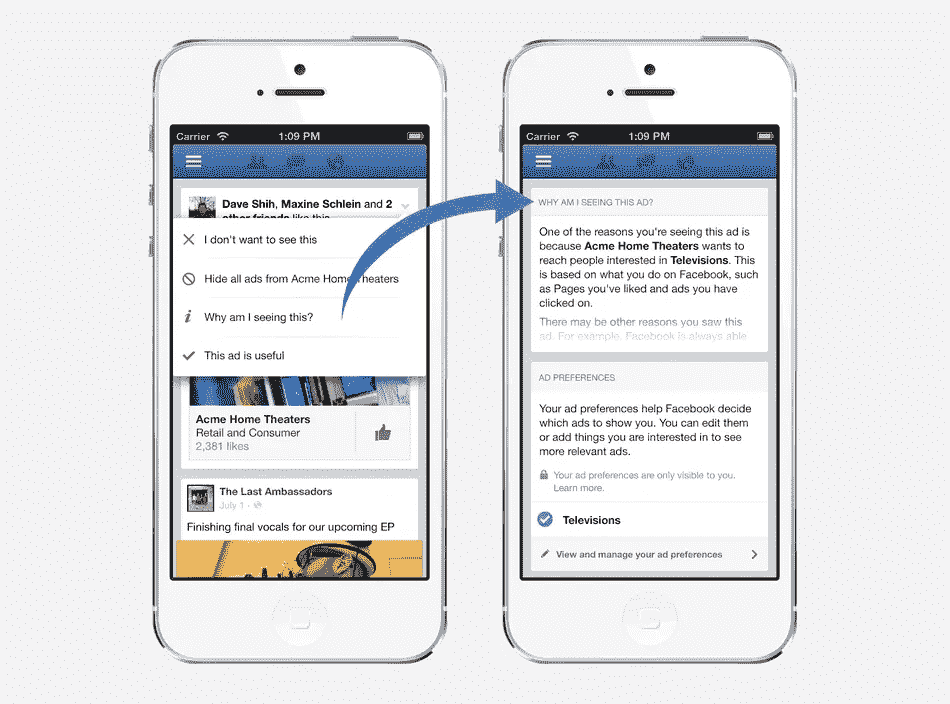 Carrier 1:09 PM
Dave Shih, Maxine Schlein and 2
other friends like this.
I don't want to see this
Hide all ads from Acme Home Theaters
Why am I seeing this?
This ad is useful
Acme Home Theaters
Retail and Consumer
2,381 likes
The Last Ambassadors
July 1 ·
Finishing final vocals for our upcoming EP
Carrier 1:09 PM
WHY AM I SEEING THIS AD?
One of the reasons you're seeing this ad is
because Acme Home Theaters wants to
reach people interested in Televisions. This
is based on what you do on Facebook, such
as Pages you've liked and ads you have
clicked on.
There may be other reasons you saw this
ad. For example, Facebook is always able
AD PREFERENCES
Your ad preferences help Facebook decide
which ads to show you. You can edit them
or add things you are interested in to see
more relevant ads.
Your ad preferences are only visible to you.
Learn more.
Televisions
View and manage your ad preferences